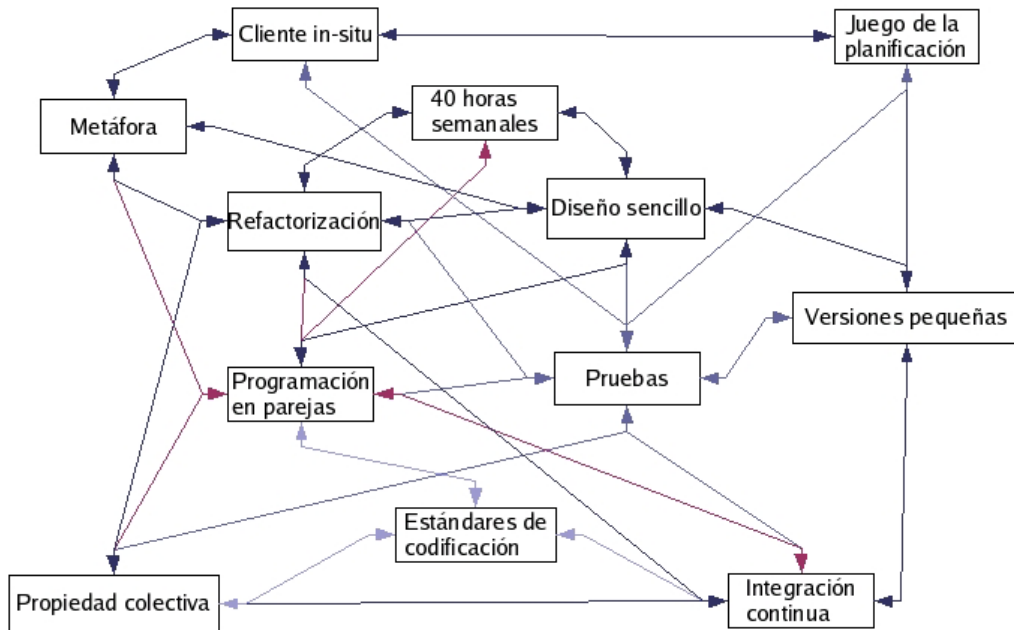 Cliente in-situ
Juego de la
planificación
40 horas
semanales
Metáfora
Refactorización
Diseño sencillo
Versiones pequeñas
Programación
en parejas
Pruebas
Estándares de
codificación
Propiedad colectiva
Integración
continua